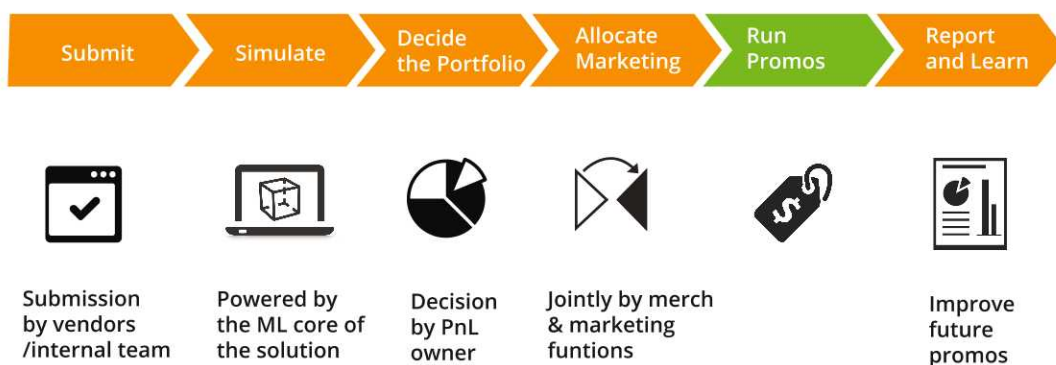 Submit
Simulate
Decide
the Portfolio
Allocate
Marketing
Run
Promos
Report
and Learn
$
Submission
by vendors
/internal team
Powered by
the ML core of
the solution
Decision
by PnL
owner
Jointly by merch
& marketing
funtions
Improve
future
promos